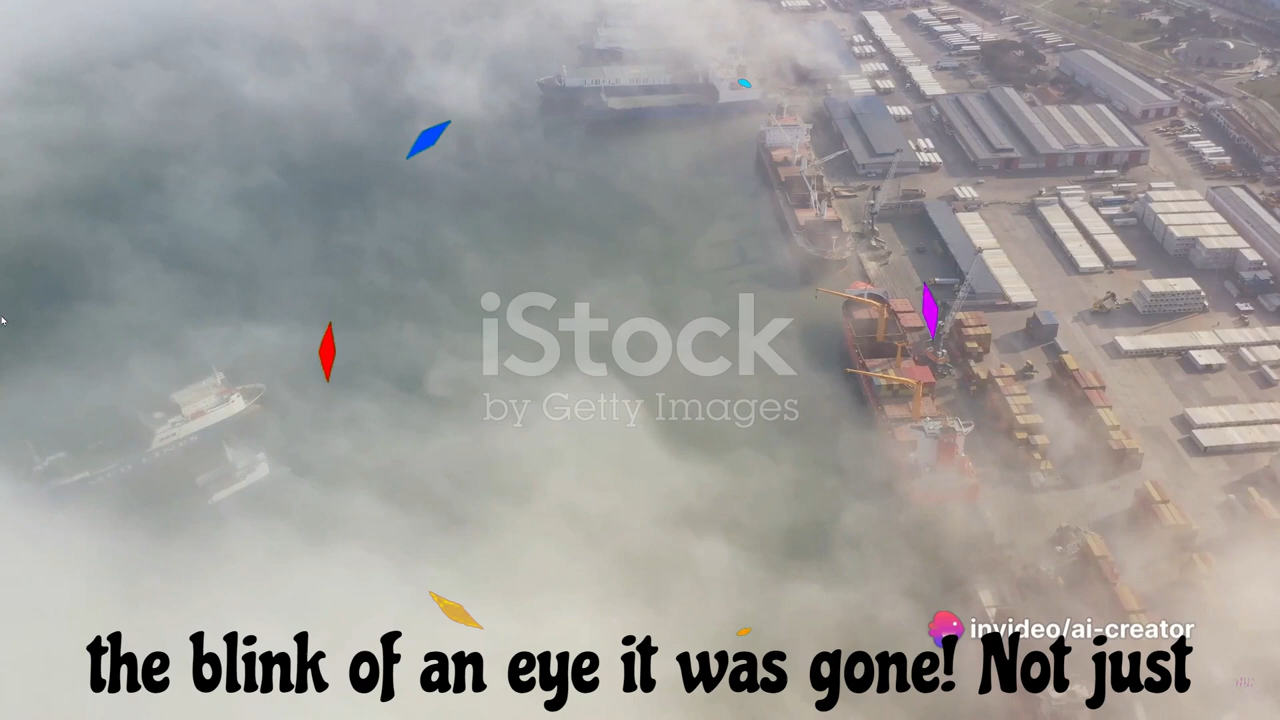 iStock
by Getty Images
invideo/ai-creator
the blink of an eye it was gone! Not just